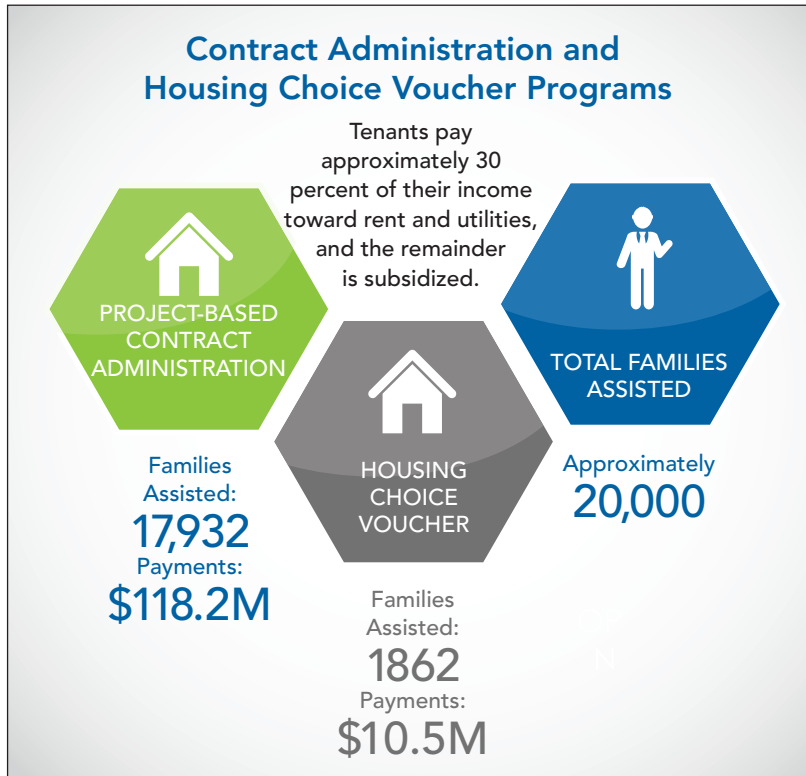 Contract Administration and
Housing Choice Voucher Programs
Tenants pay
approximately 30
percent of their income
toward rent and utilities,
and the remainder
is subsidized.
PROJECT-BASED
CONTRACT
ADMINISTRATION
Families
Assisted:
17,932
Payments:
$118.2M
HOUSING
CHOICE
VOUCHER
Families
Assisted:
1862
Payments:
$10.5M
TOTAL FAMILIES
ASSISTED
Approximately
20,000